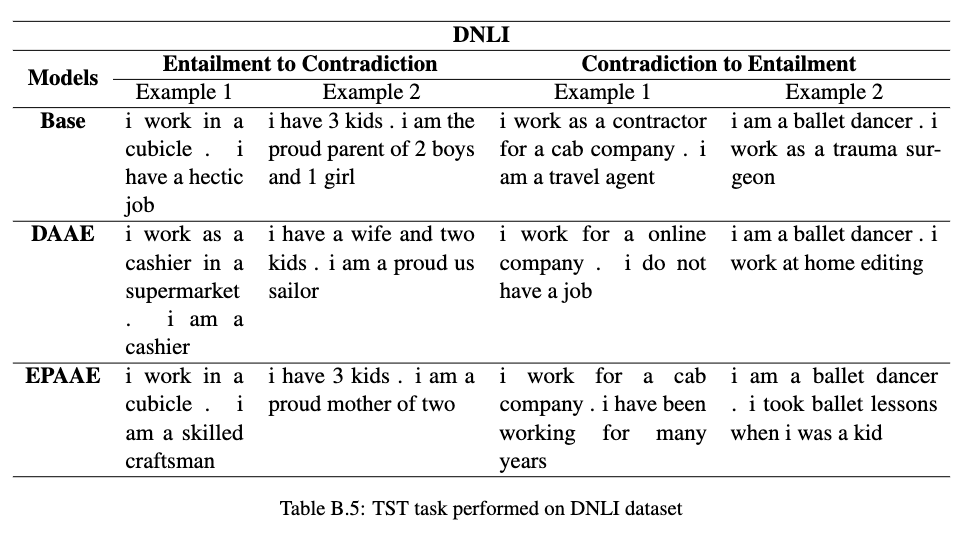 DNLI
Models
Entailment to Contradiction
Contradiction to Entailment
Example 1
Example 2
Example 1
Example 2
Base
i work in a
cubicle . i
have a hectic
job
i have 3 kids . i am the
proud parent of 2 boys
and 1 girl
i work as a contractor
for a cab company . i
am a travel agent
i am a ballet dancer . i
work as a trauma sur-
geon
DAAE
i work as a
cashier in a
supermarket
. i am a
cashier
i have a wife and two
kids . i am a proud us
sailor
i work for a online
company . i do not
have a job
i am a ballet dancer . i
work at home editing
EPAAE
i work in a
cubicle . i
am a skilled
craftsman
i have 3 kids . i am a
proud mother of two
i work for a cab
company . i have been
working for many
years
i am a ballet dancer
. i took ballet lessons
when i was a kid
Table B.5: TST task performed on DNLI dataset